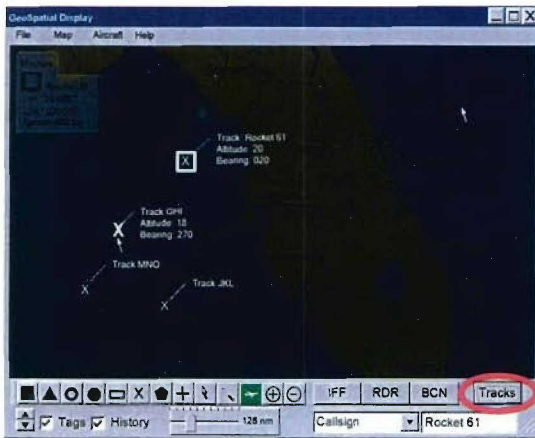 GeoSpatial Display
File Map Aircraft Help
Track Rocket 61
Altitude 20
Bearing 020
Track GHI
Altitude 18
Bearing 270
Track MNO
Track JKL
IFF RDR BCN Tracks
Tags History 128 nm Callsign Rocket 61